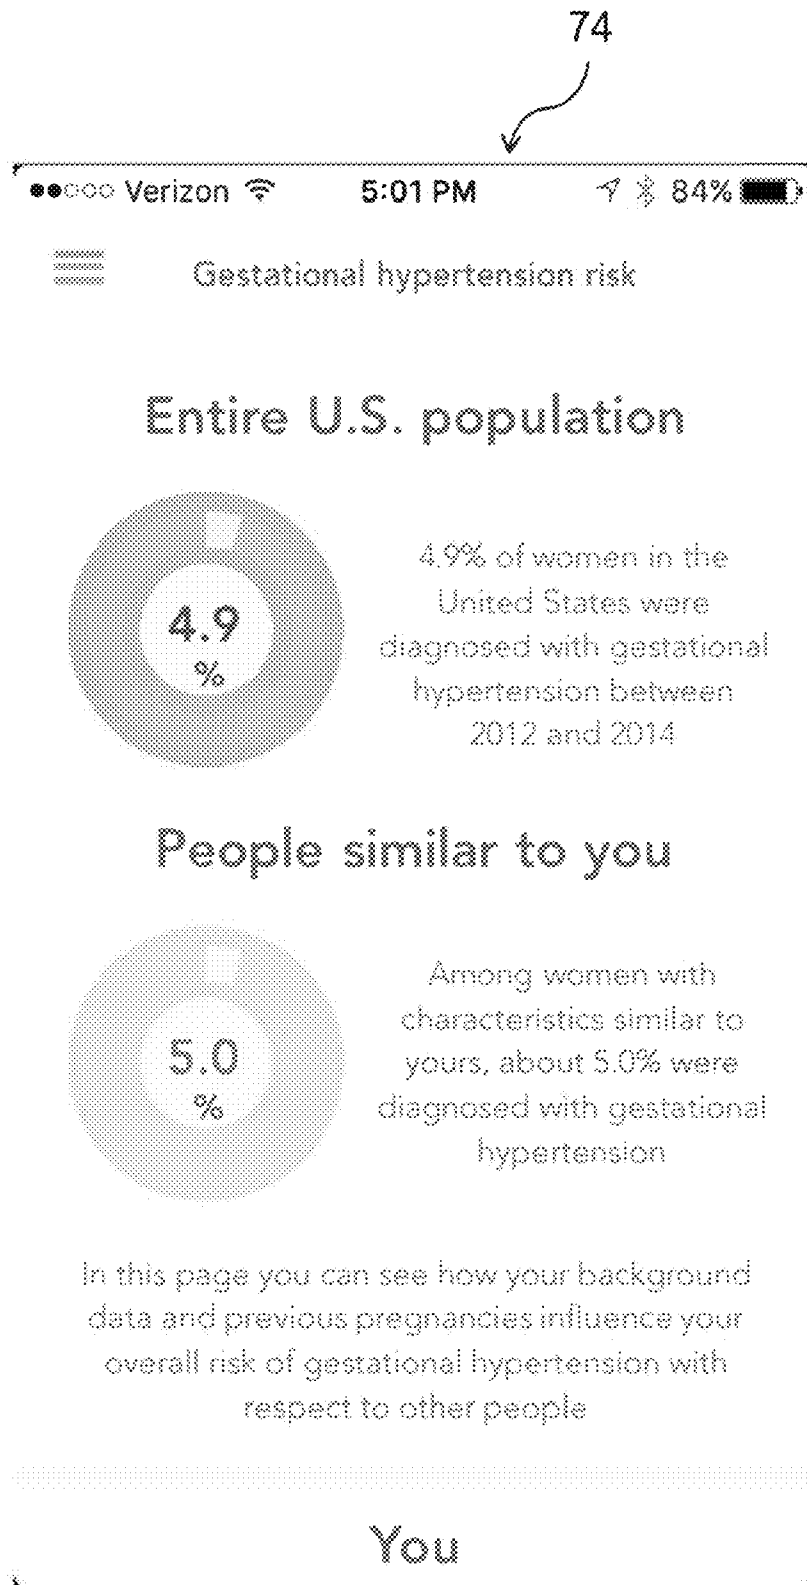 74
Verizon 5:01 PM 84%
Gestational hypertension risk
Entire U.S. population
4.9
%
4.9% of women in the
United States were
diagnosed with gestational
hypertension between
2012 and 2014
People similar to you
5.0
%
Among women with
characteristics similar to
yours, about 5.0% were
diagnosed with gestational
hypertension
In this page you can see how your background
data and previous pregnancies influence your
overall risk of gestational hypertension with
respect to other people
You